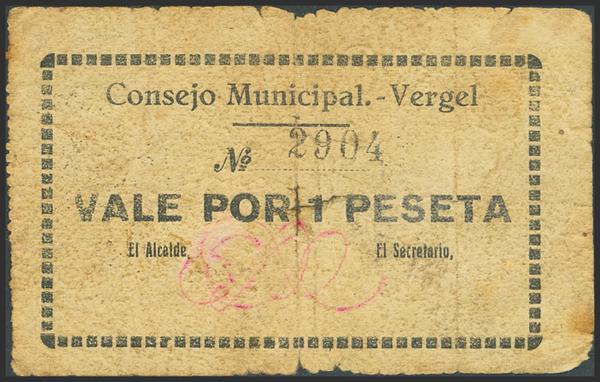 Consejo Municipal.-Vergel
Nº 2904
VALE POR 1 PESETA
El Alcalde, El Secretario,